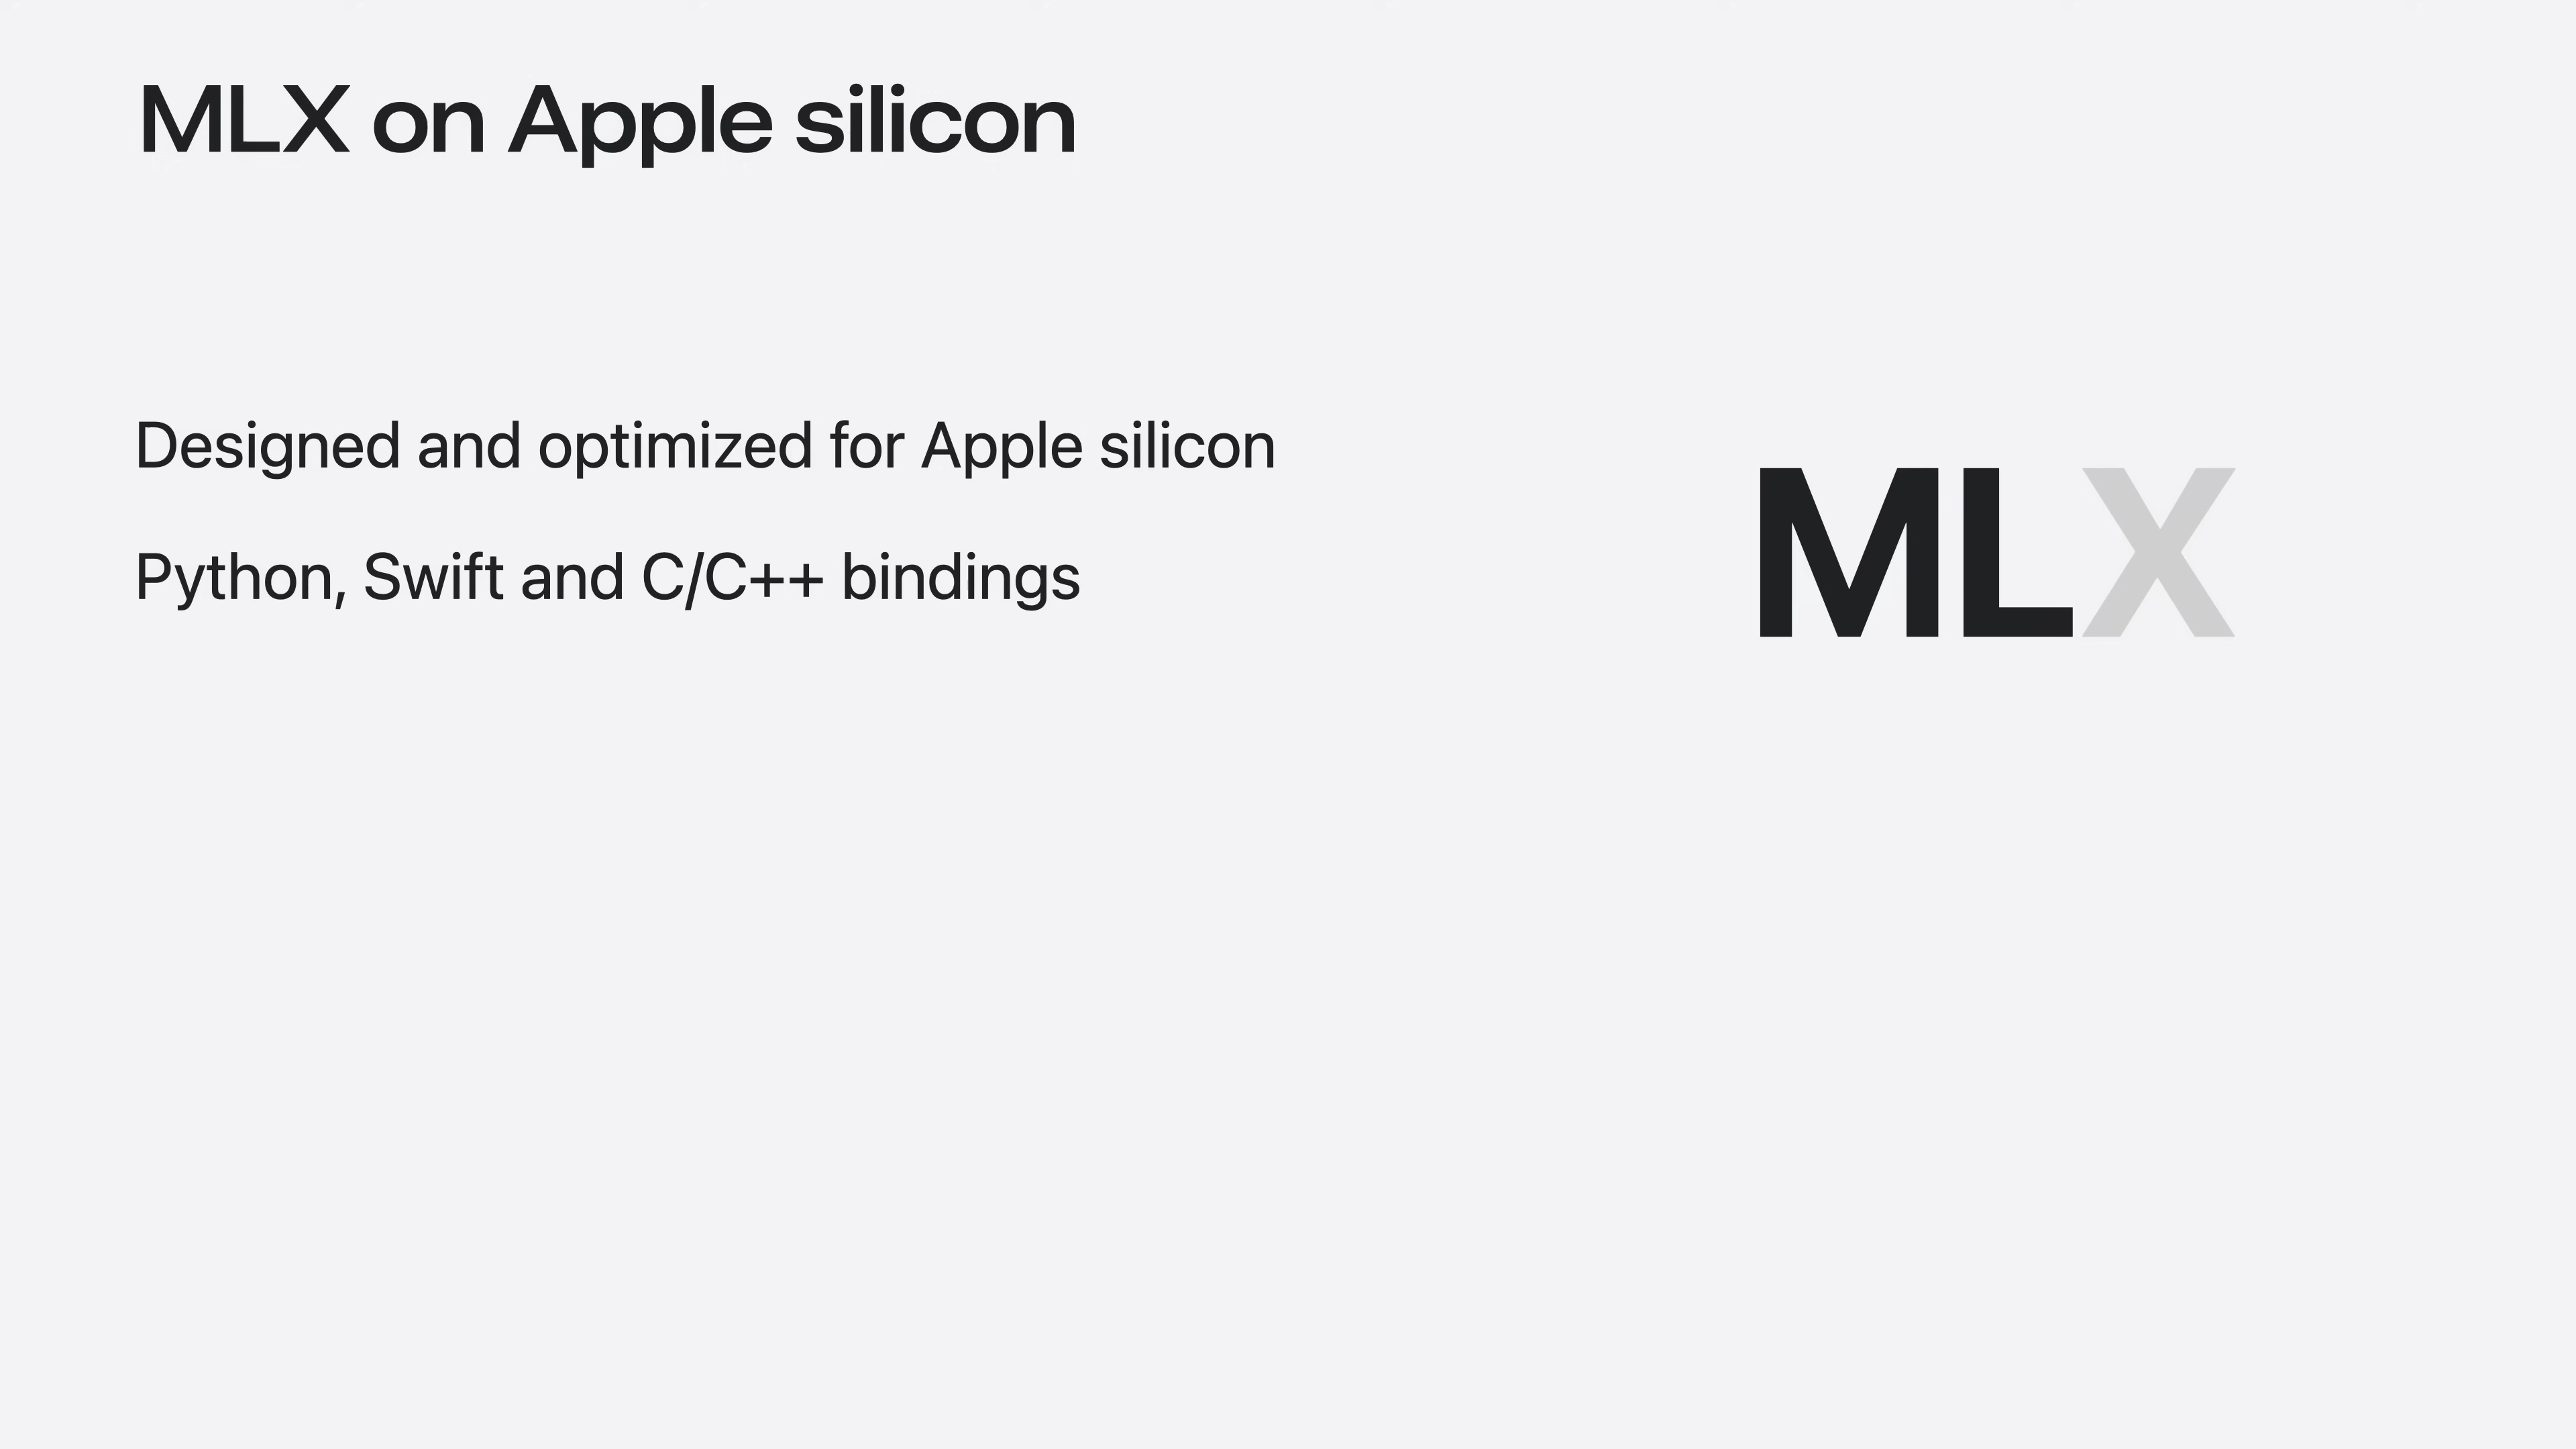 MLX on Apple silicon
Designed and optimized for Apple silicon
Python, Swift and C/C++ bindings
MLX